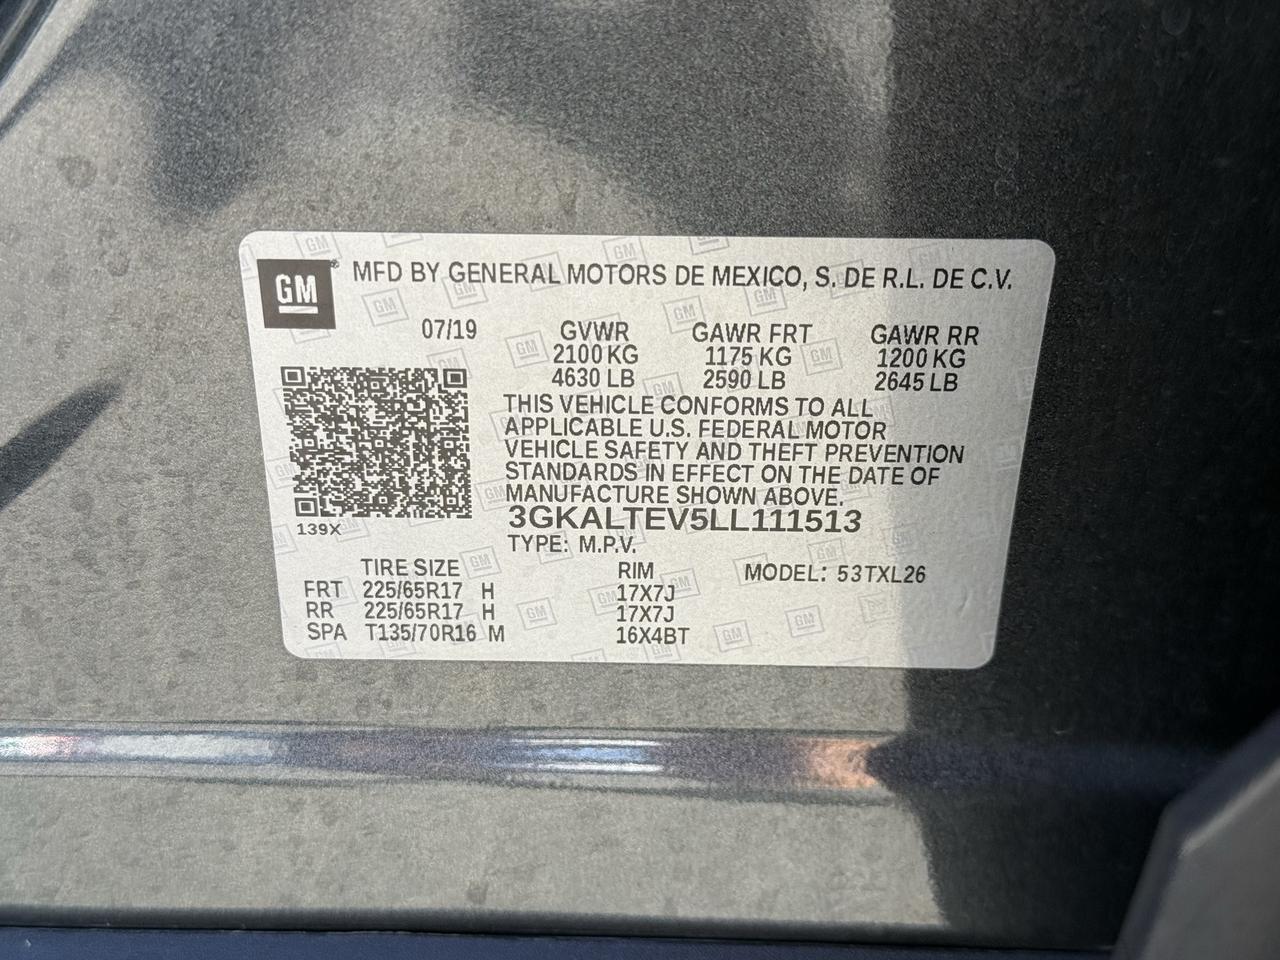 GM
MFD BY GENERAL MOTORS DE MEXICO, S. DE R.L. DE C.V.
07/19 GVWR GAWR FRT GAWR RR
2100 KG 1175 KG 1200 KG
4630 LB 2590 LB 2645 LB
THIS VEHICLE CONFORMS TO ALL
APPLICABLE U.S. FEDERAL MOTOR
VEHICLE SAFETY AND THEFT PREVENTION
STANDARDS IN EFFECT ON THE DATE OF
MANUFACTURE SHOWN ABOVE.
3GKALTEV5LL111513
139X
TYPE: M.P.V.
TIRE SIZE RIM MODEL: 53TXL26
FRT 225/65R17 H 17X7J
RR 225/65R17 H 17X7J
SPA T135/70R16 M 16X4BT